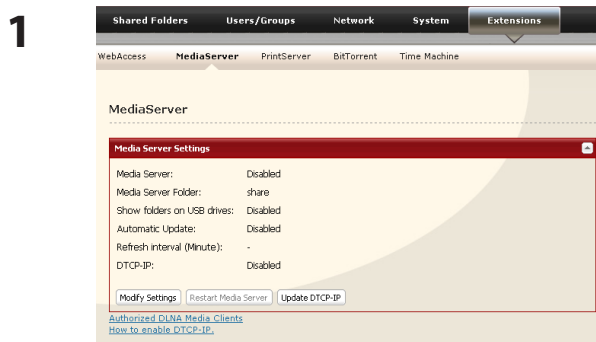 1
Shared Folders Users/Groups Network System Extensions
WebAccess MediaServer PrintServer BitTorrent Time Machine
MediaServer
Media Server Settings
Media Server: Disabled
Media Server Folder: share
Show folders on USB drives: Disabled
Automatic Update: Disabled
Refresh interval (Minute): -
DTCP-IP: Disabled
Modify Settings Restart Media Server Update DTCP-IP
Authorized DLNA Media Clients
How to enable DTCP-IP.